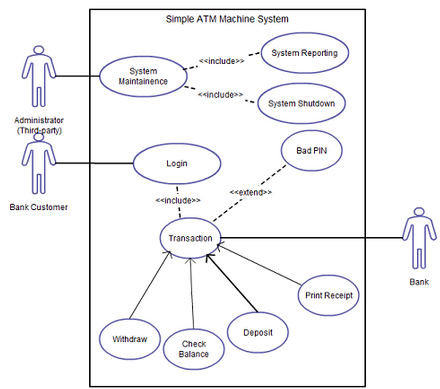 Simple ATM Machine System
System
Maintainence
<<include>>
System Reporting
<<include>>
System Shutdown
Administrator
(Third-party)
Bad PIN
Login
Bank Customer
<<include>>
<<extend>>
Transaction
Bank
Print Receipt
Withdraw
Check
Balance
Deposit